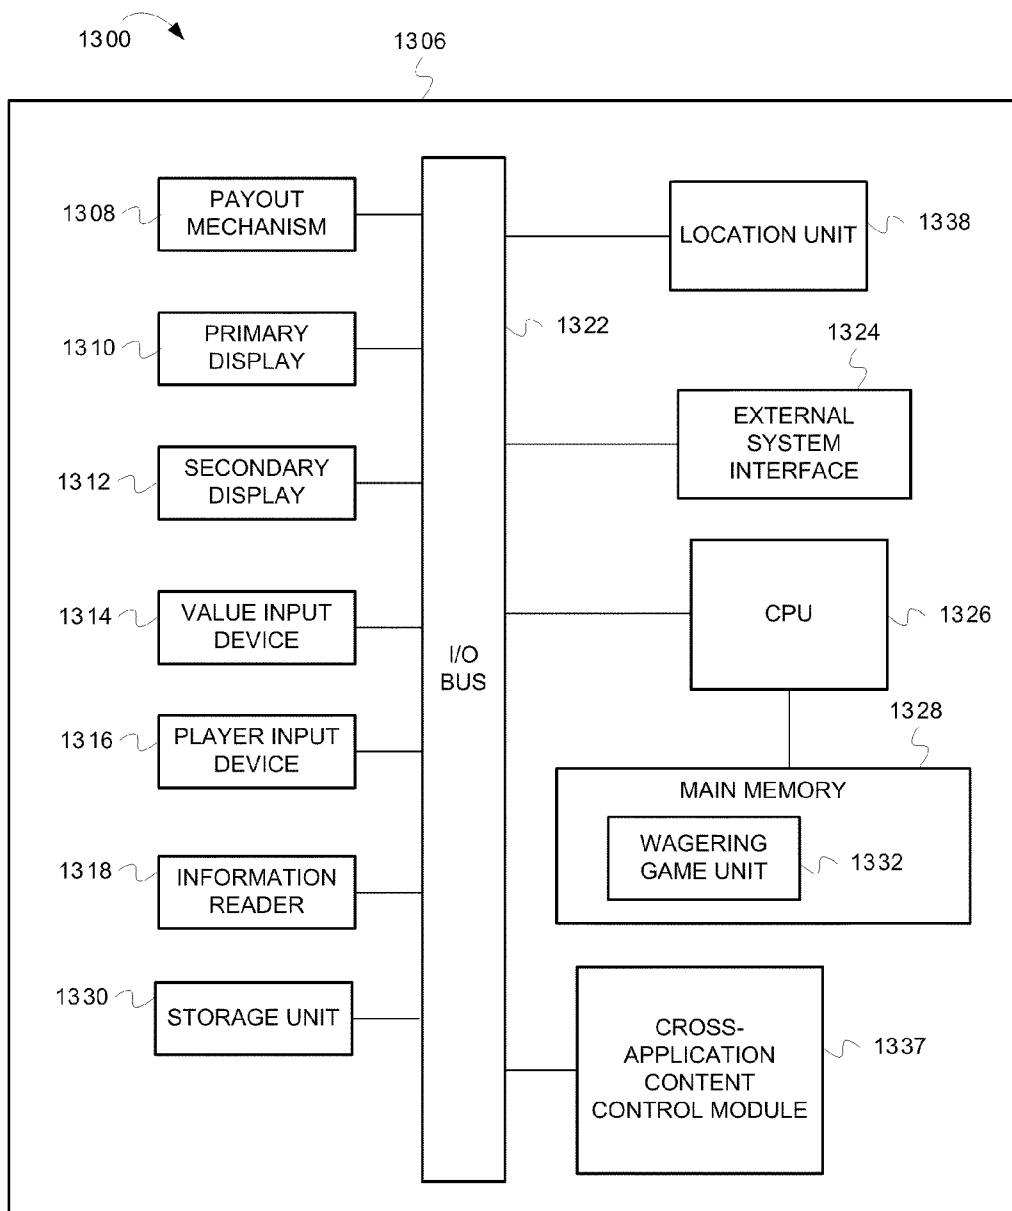 1300
1306
1308
PAYOUT
MECHANISM
1310
PRIMARY
DISPLAY
1312
SECONDARY
DISPLAY
1314
VALUE INPUT
DEVICE
1316
PLAYER INPUT
DEVICE
1318
INFORMATION
READER
1330
STORAGE UNIT
I/O
BUS
1322
LOCATION UNIT
1338
1324
EXTERNAL
SYSTEM
INTERFACE
CPU
1326
1328
MAIN MEMORY
WAGERING
GAME UNIT
1332
CROSS-
APPLICATION
CONTENT
CONTROL MODULE
1337